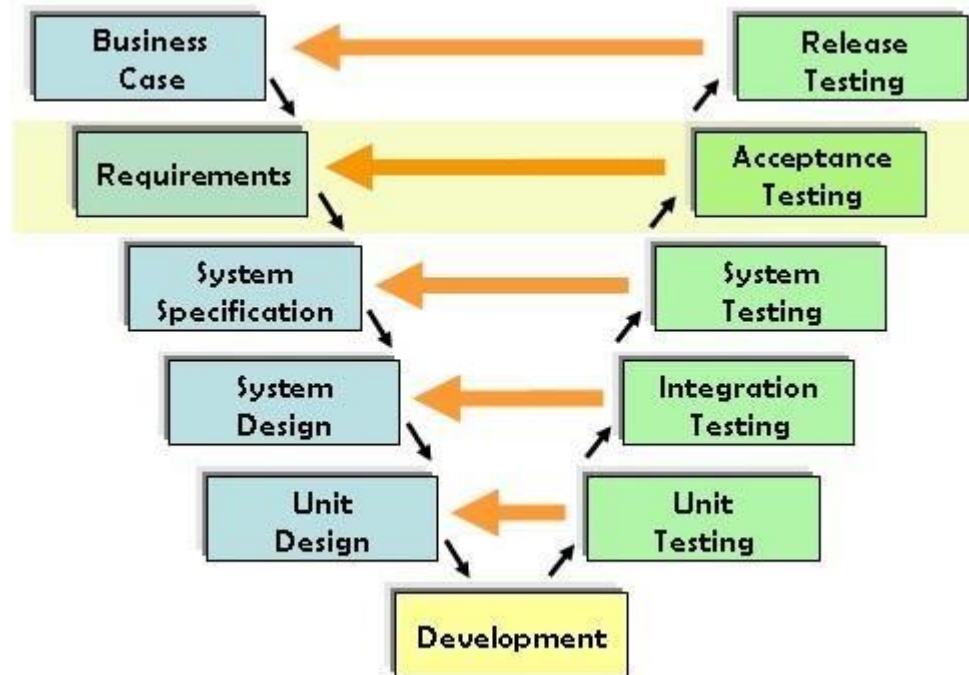 Business
Case
Release
Testing
Requirements
Acceptance
Testing
System
Specification
System
Testing
System
Design
Integration
Testing
Unit
Design
Unit
Testing
Development